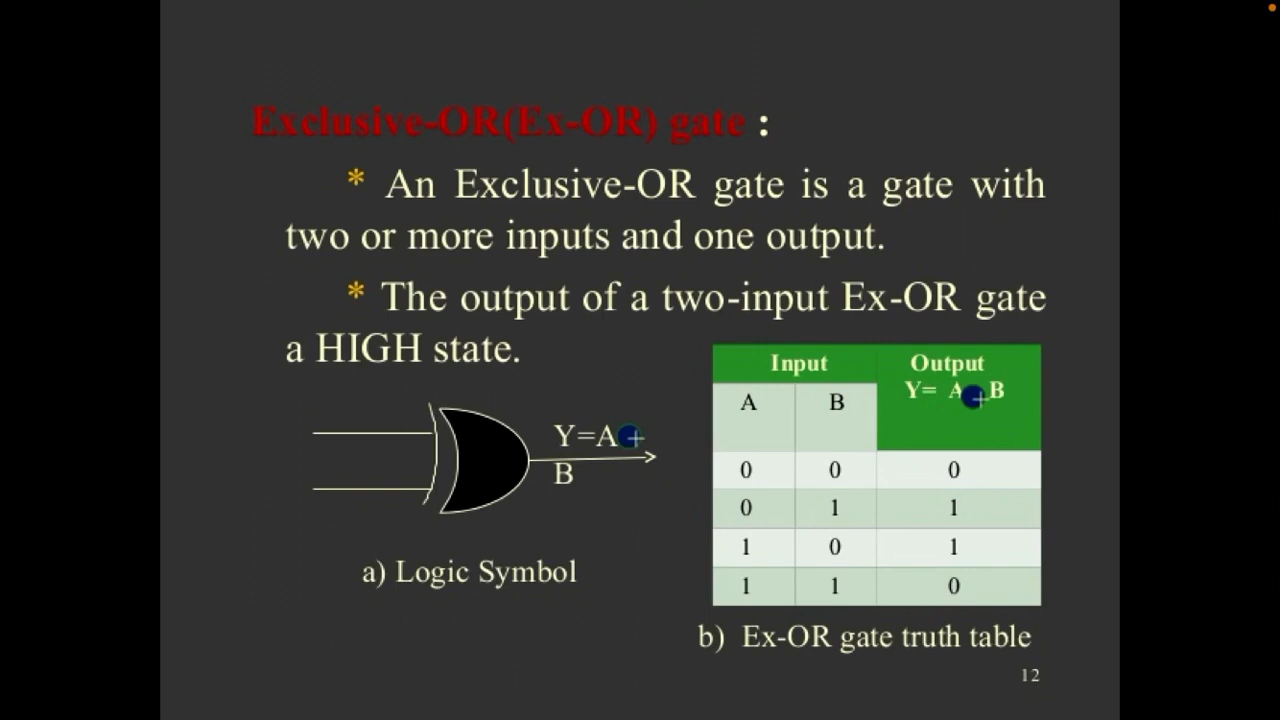 Exclusive-OR(Ex-OR) gate :
* An Exclusive-OR gate is a gate with
two or more inputs and one output.
* The output of a two-input Ex-OR gate
a HIGH state.
Y=A+
B
a) Logic Symbol
Input Output
Y= A + B
A B
0 0 0
0 1 1
1 0 1
1 1 0
b) Ex-OR gate truth table
12